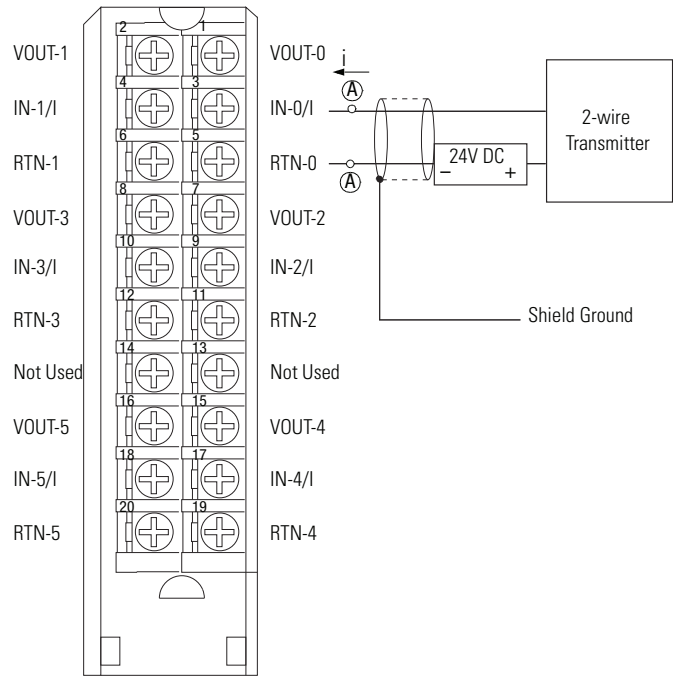 2 1
VOUT-1 VOUT-0 i
4 3 A
IN-1/I IN-0/I
6 5
RTN-1 RTN-0 24V DC
– +
A
2-wire
Transmitter
8 7
VOUT-3 VOUT-2
10 9
IN-3/I IN-2/I
12 11
RTN-3 RTN-2 Shield Ground
14 13
Not Used Not Used
16 15
VOUT-5 VOUT-4
18 17
IN-5/I IN-4/I
20 19
RTN-5 RTN-4